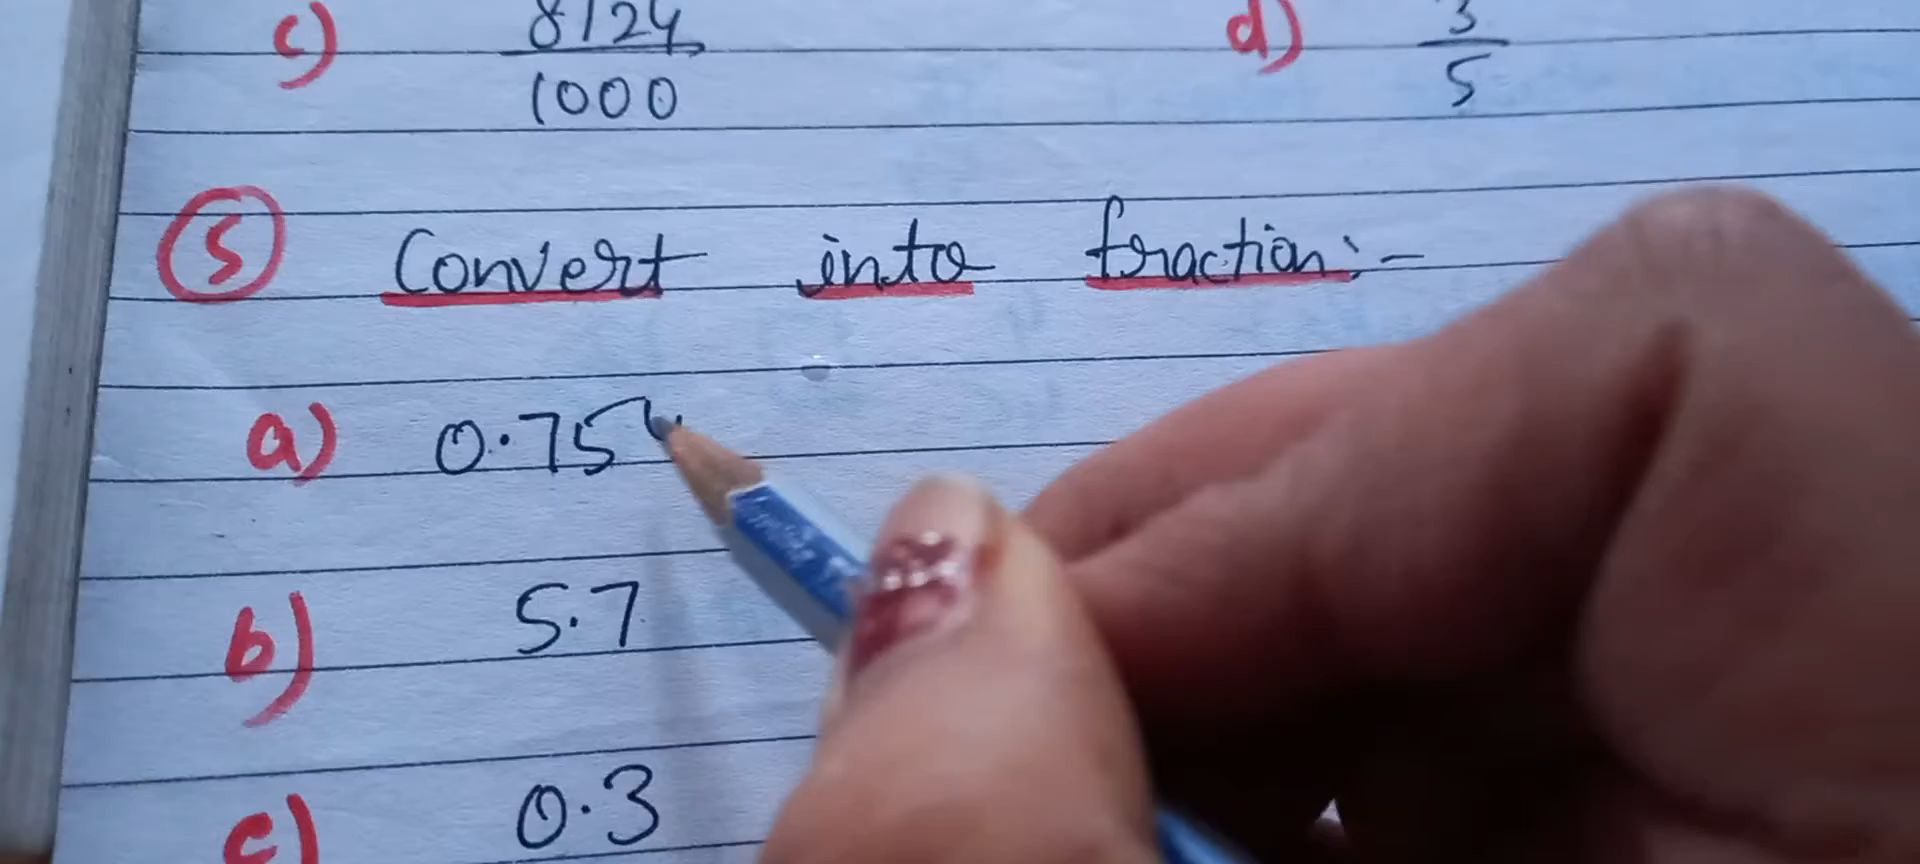 c) 8124/1000 d) 3/5
5 Convert into fraction:-
a) 0.75
b) 5.7
c) 0.3